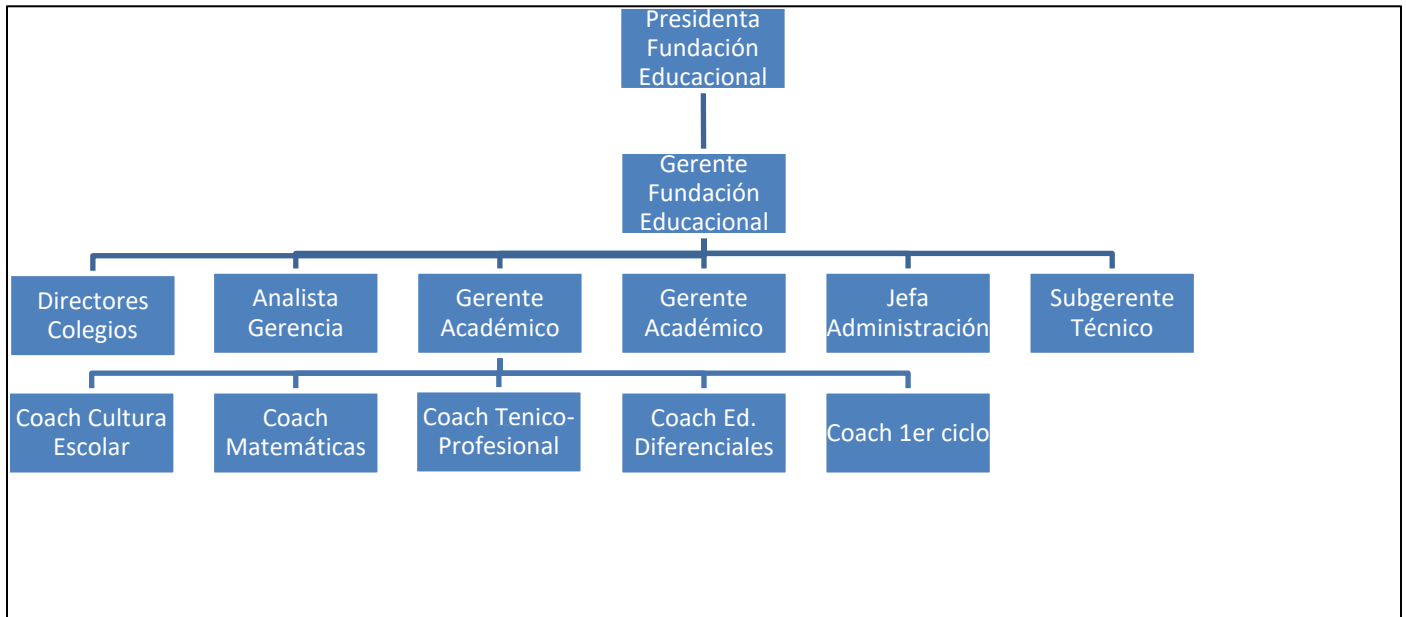 Presidenta
Fundación
Educacional
Gerente
Fundación
Educacional
Directores
Colegios
Analista
Gerencia
Gerente
Académico
Gerente
Académico
Jefa
Administración
Subgerente
Técnico
Coach Cultura
Escolar
Coach
Matemáticas
Coach Tenico-
Profesional
Coach Ed.
Diferenciales
Coach 1er ciclo